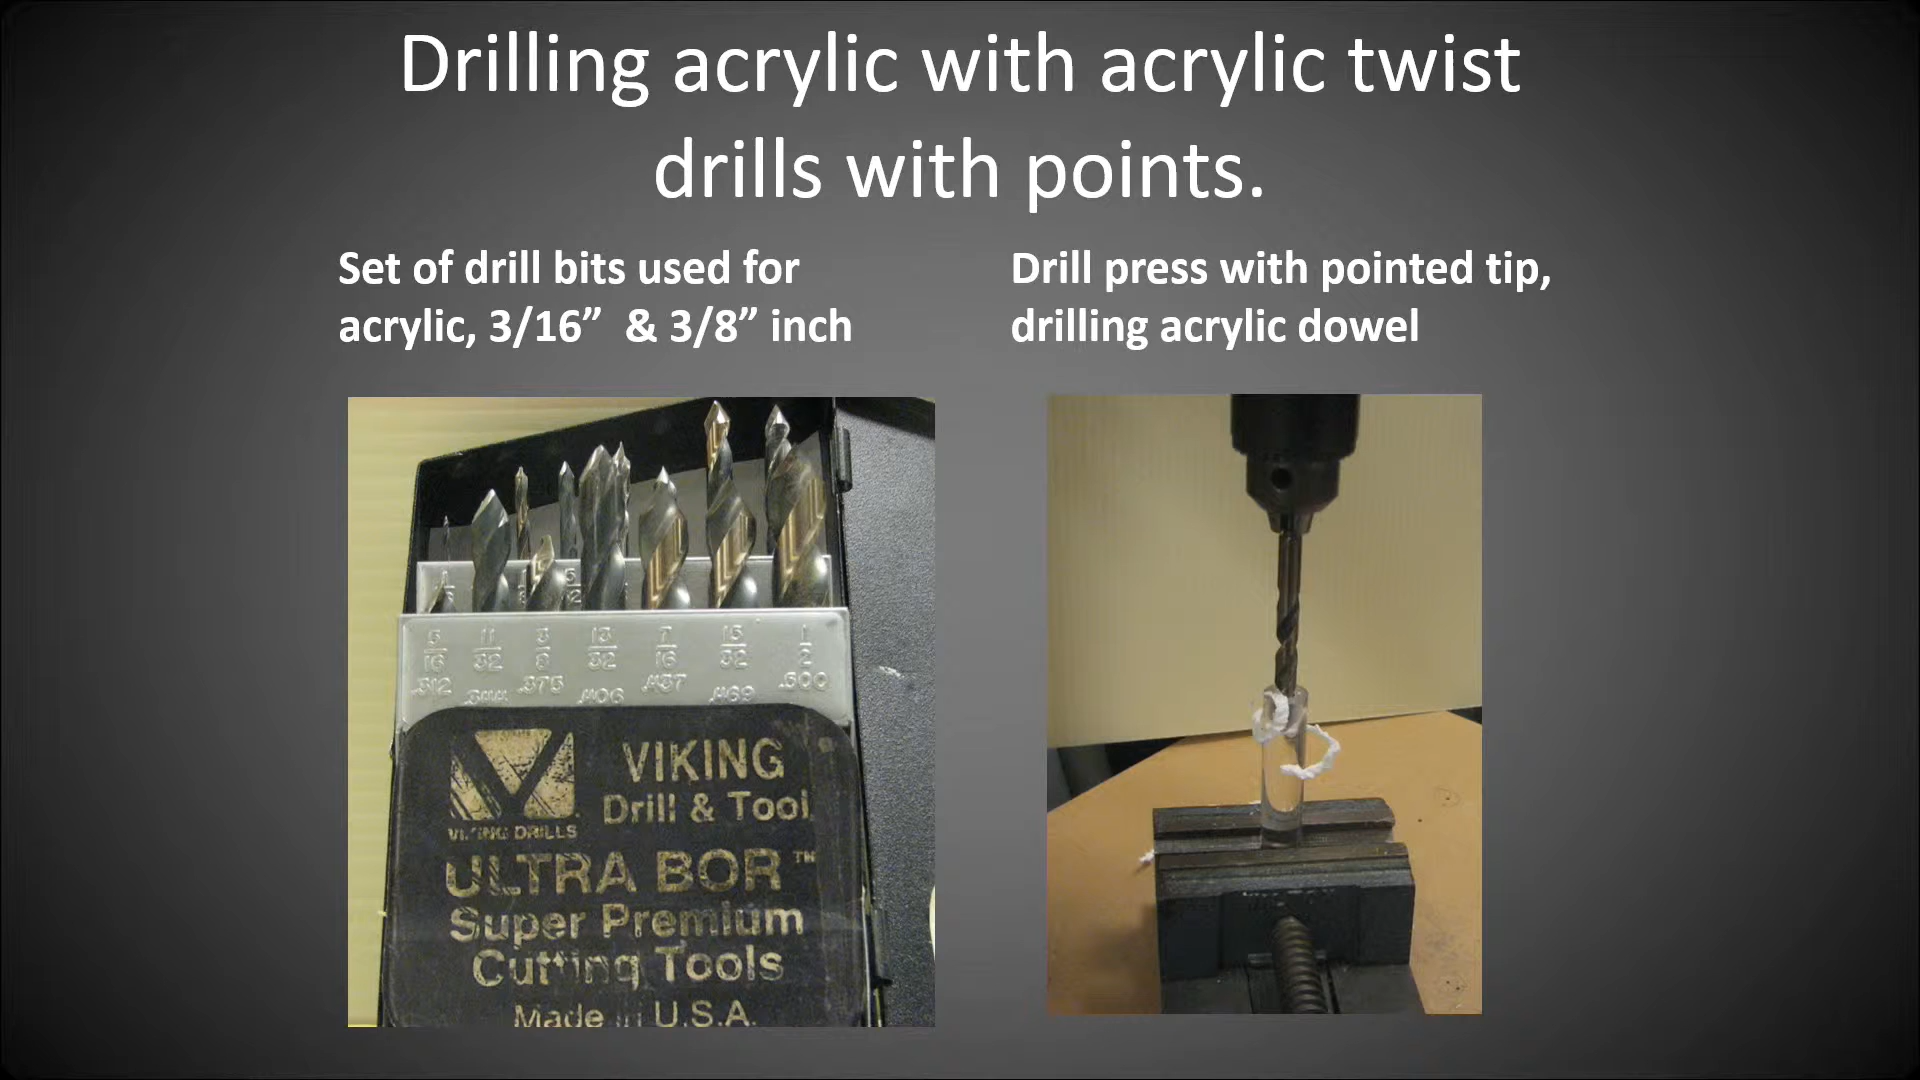 Drilling acrylic with acrylic twist
drills with points.
Set of drill bits used for
acrylic, 3/16” & 3/8” inch
Drill press with pointed tip,
drilling acrylic dowel
5/16 11/32 3/8 13/32 7/16 15/32 1/2
.312 .375 .406 .437 .469 .500
VIKING
Drill & Tool
VIKING DRILLS
ULTRA BOR™
Super Premium
Cutting Tools
Made in U.S.A.